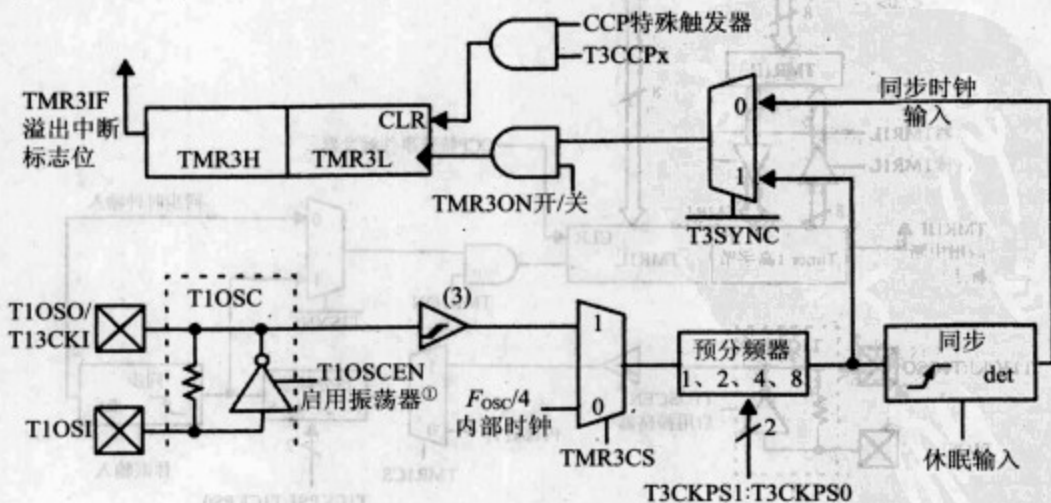 CCP特殊触发器
T3CCPx
TMR3IF
溢出中断
标志位
CLR
TMR3H
TMR3L
TMR3ON开/关
0
1
同步时钟
输入
T3SYNC
T1OSC
T1OSO/
T13CKI
T1OSI
T1OSCEN
启用振荡器①
(3)
1
0
FOSC/4
内部时钟
TMR3CS
预分频器
1、2、4、8
2
T3CKPS1:T3CKPS0
同步
det
休眠输入